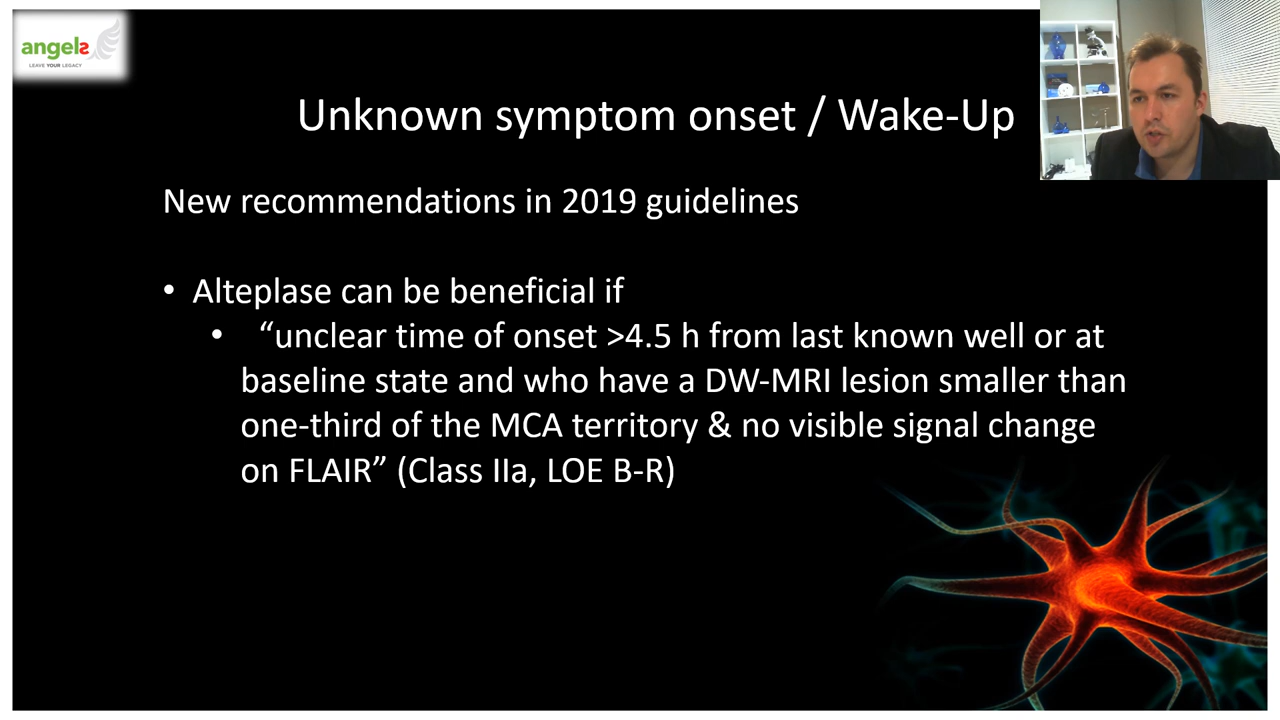 angels
LEAVE YOUR LEGACY
Unknown symptom onset / Wake-Up
New recommendations in 2019 guidelines
• Alteplase can be beneficial if
• “unclear time of onset >4.5 h from last known well or at
baseline state and who have a DW-MRI lesion smaller than
one-third of the MCA territory & no visible signal change
on FLAIR” (Class IIa, LOE B-R)